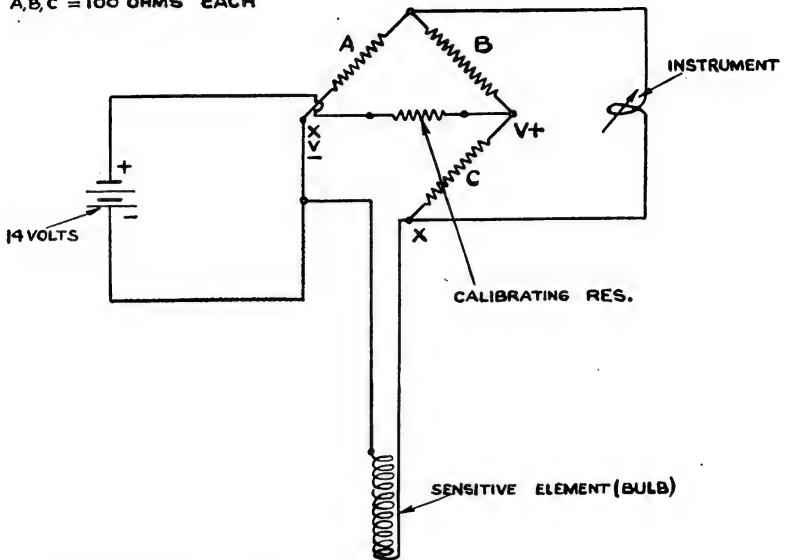 A, B, C = 100 OHMS EACH
A
B
INSTRUMENT
X
V
-
V+
+
-
C
14 VOLTS
X
CALIBRATING RES.
SENSITIVE ELEMENT (BULB)